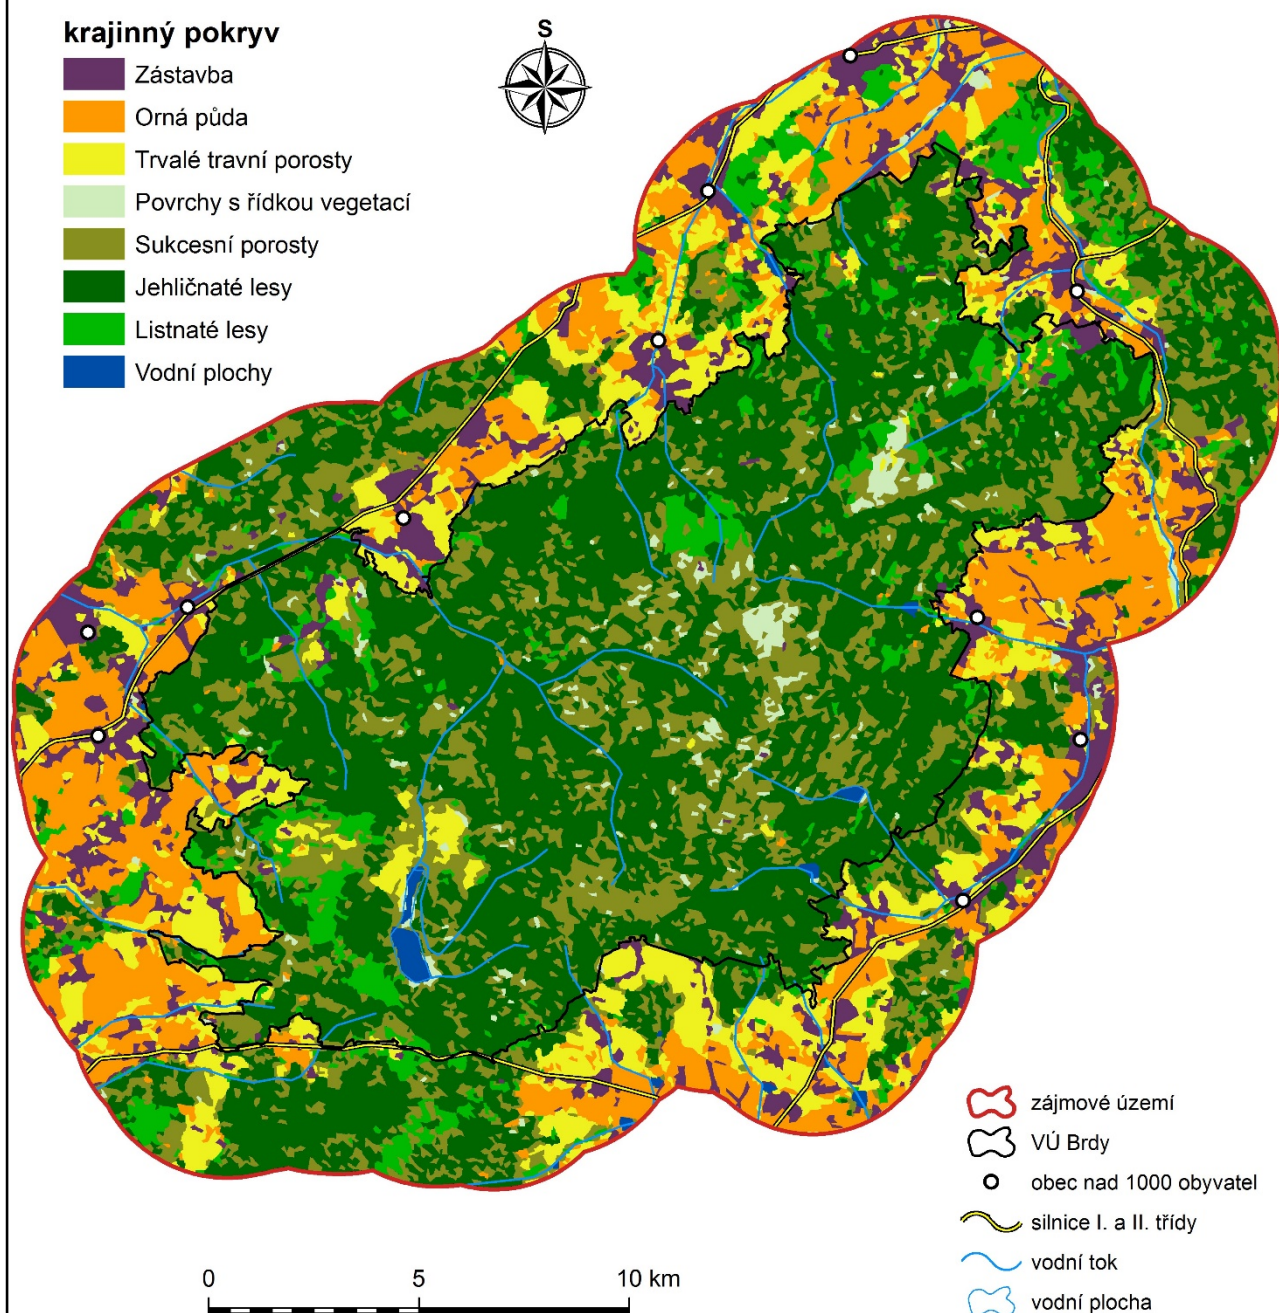 krajinný pokryv
Zástavba
Orná půda
Trvalé travní porosty
Povrchy s řídkou vegetací
Sukcesní porosty
Jehličnaté lesy
Listnaté lesy
Vodní plochy
S
zájmové území
VÚ Brdy
obec nad 1000 obyvatel
silnice I. a II. třídy
vodní tok
vodní plocha
0 5 10 km